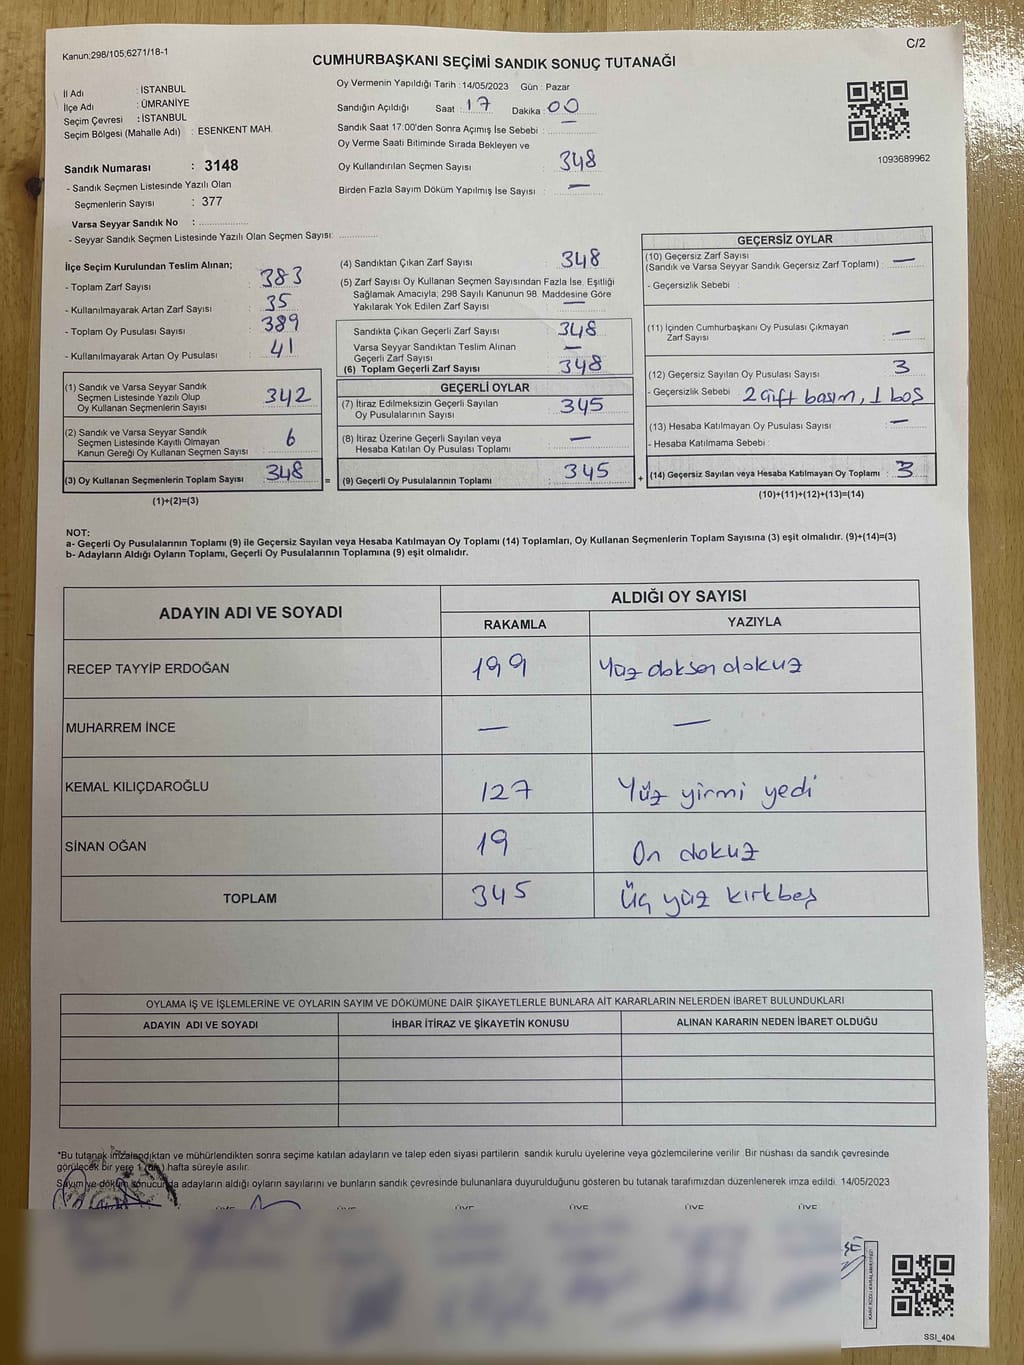 Kanun;298/105;6271/18-1
C/2
CUMHURBAŞKANI SEÇİMİ SANDIK SONUÇ TUTANAĞI
İl Adı : İSTANBUL
İlçe Adı : ÜMRANİYE
Seçim Çevresi : İSTANBUL
Seçim Bölgesi (Mahalle Adı) : ESENKENT MAH.
Sandık Numarası : 3148
- Sandık Seçmen Listesinde Yazılı Olan
Seçmenlerin Sayısı : 377
Varsa Seyyar Sandık No :
- Seyyar Sandık Seçmen Listesinde Yazılı Olan Seçmen Sayısı:
Oy Vermenin Yapıldığı Tarih : 14/05/2023 Gün : Pazar
Sandığın Açıldığı Saat : 17 Dakika : 00
Sandık Saat 17:00'den Sonra Açımış İse Sebebi : —
Oy Verme Saati Bitiminde Sırada Bekleyen ve
Oy Kullandırılan Seçmen Sayısı : 348
Birden Fazla Sayım Döküm Yapılmış İse Sayısı : —
1093689962
İlçe Seçim Kurulundan Teslim Alınan;
- Toplam Zarf Sayısı : 383
- Kullanılmayarak Artan Zarf Sayısı : 35
- Toplam Oy Pusulası Sayısı : 389
- Kullanılmayarak Artan Oy Pusulası : 41
(1) Sandık ve Varsa Seyyar Sandık
Seçmen Listesinde Yazılı Olup
Oy Kullanan Seçmenlerin Sayısı : 342
(2) Sandık ve Varsa Seyyar Sandık
Seçmen Listesinde Kayıtlı Olmayan
Kanun Gereği Oy Kullanan Seçmen Sayısı : 6
(3) Oy Kullanan Seçmenlerin Toplam Sayısı : 348
(1)+(2)=(3)
(4) Sandıktan Çıkan Zarf Sayısı : 348
(5) Zarf Sayısı Oy Kullanan Seçmen Sayısından Fazla İse, Eşitliği
Sağlamak Amacıyla; 298 Sayılı Kanunun 98. Maddesine Göre
Yakılarak Yok Edilen Zarf Sayısı : —
Sandıkta Çıkan Geçerli Zarf Sayısı : 348
Varsa Seyyar Sandıktan Teslim Alınan
Geçerli Zarf Sayısı : —
(6) Toplam Geçerli Zarf Sayısı : 348
GEÇERLİ OYLAR
(7) İtiraz Edilmeksizin Geçerli Sayılan
Oy Pusulalarının Sayısı : 345
(8) İtiraz Üzerine Geçerli Sayılan veya
Hesaba Katılan Oy Pusulası Toplamı : —
= (9) Geçerli Oy Pusulalarının Toplamı : 345
GEÇERSİZ OYLAR
(10) Geçersiz Zarf Sayısı
(Sandık ve Varsa Seyyar Sandık Geçersiz Zarf Toplamı) : —
- Geçersizlik Sebebi :
(11) İçinden Cumhurbaşkanı Oy Pusulası Çıkmayan
Zarf Sayısı : —
(12) Geçersiz Sayılan Oy Pusulası Sayısı : 3
- Geçersizlik Sebebi : 2 çift basım, 1 boş
(13) Hesaba Katılmayan Oy Pusulası Sayısı : —
- Hesaba Katılmama Sebebi :
+ (14) Geçersiz Sayılan veya Hesaba Katılmayan Oy Toplamı : 3
(10)+(11)+(12)+(13)=(14)
NOT:
a- Geçerli Oy Pusulalarının Toplamı (9) ile Geçersiz Sayılan veya Hesaba Katılmayan Oy Toplamı (14) Toplamları, Oy Kullanan Seçmenlerin Toplam Sayısına (3) eşit olmalıdır. (9)+(14)=(3)
b- Adayların Aldığı Oyların Toplamı, Geçerli Oy Pusulalarının Toplamına (9) eşit olmalıdır.
ADAYIN ADI VE SOYADI ALDIĞI OY SAYISI
RAKAMLA YAZIYLA
RECEP TAYYİP ERDOĞAN 199 Yüz doksan dokuz
MUHARREM İNCE — —
KEMAL KILIÇDAROĞLU 127 Yüz yirmi yedi
SİNAN OĞAN 19 On dokuz
TOPLAM 345 Üç yüz kırkbeş
OYLAMA İŞ VE İŞLEMLERİNE VE OYLARIN SAYIM VE DÖKÜMÜNE DAİR ŞİKAYETLERLE BUNLARA AİT KARARLARIN NELERDEN İBARET BULUNDUKLARI
ADAYIN ADI VE SOYADI İHBAR İTİRAZ VE ŞİKAYETİN KONUSU ALINAN KARARIN NEDEN İBARET OLDUĞU
*Bu tutanak imzalandıktan ve mühürlendikten sonra seçime katılan adayların ve talep eden siyasi partilerin sandık kurulu üyelerine veya gözlemcilerine verilir. Bir nüshası da sandık çevresinde
görülecek bir yere 1 (bir) hafta süreyle asılır.
Sayım ve döküm sonucunda adayların aldığı oyların sayılarını ve bunların sandık çevresinde bulunanlara duyurulduğunu gösteren bu tutanak tarafımızdan düzenlenerek imza edildi. 14/05/2023
ÜYE ÜYE ÜYE ÜYE ÜYE
SSI_404